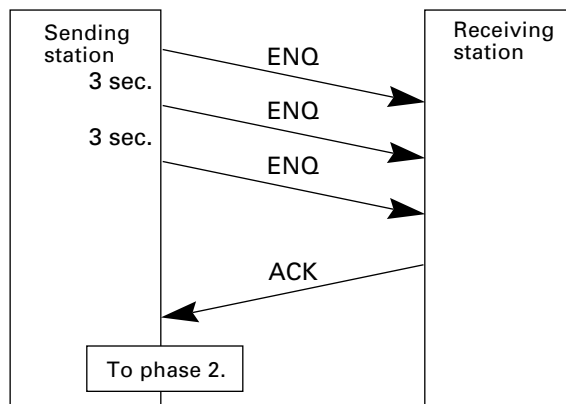 Sending
station
Receiving
station
ENQ
3 sec.
ENQ
3 sec.
ENQ
ACK
To phase 2.